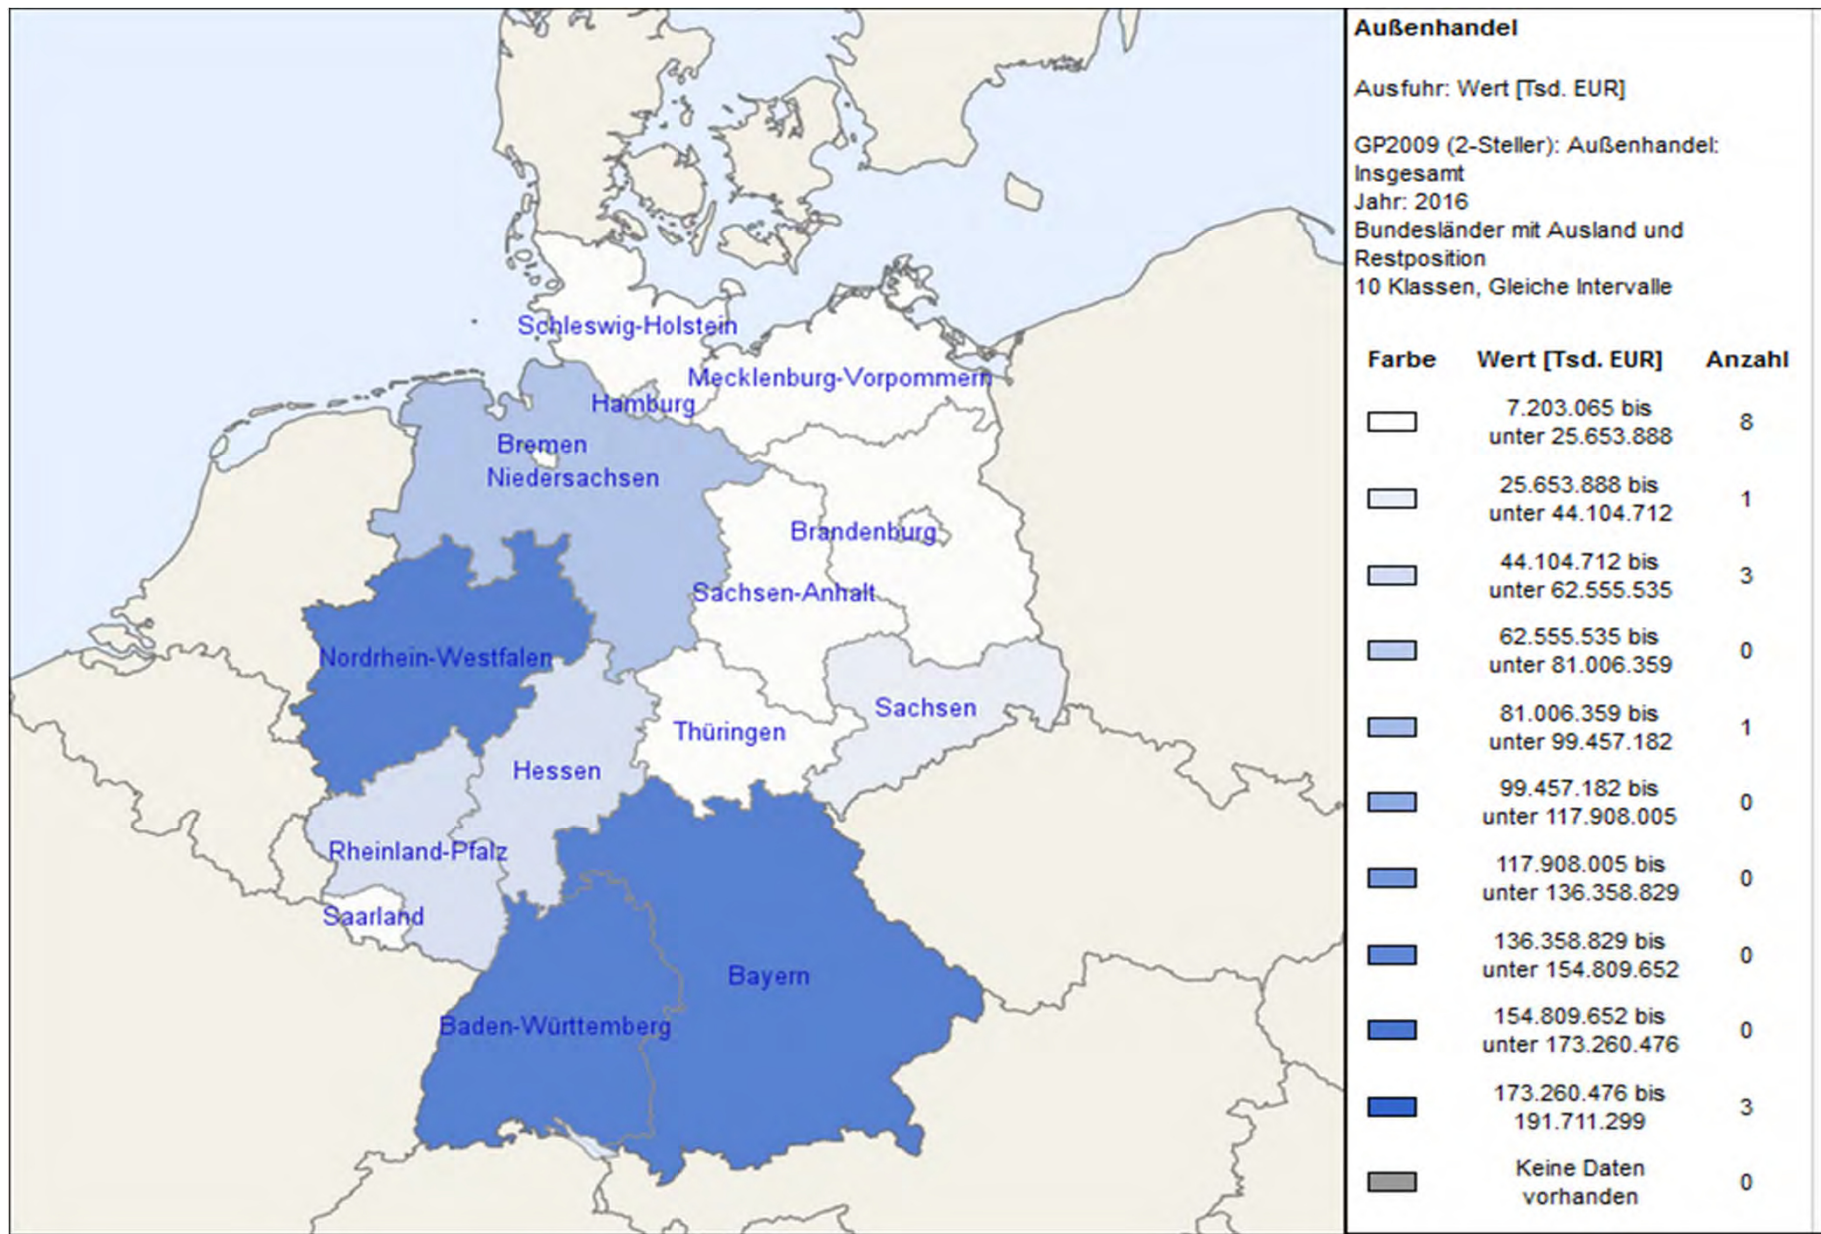 Außenhandel
Ausfuhr: Wert [Tsd. EUR]
GP2009 (2-Steller): Außenhandel:
Insgesamt
Jahr: 2016
Bundesländer mit Ausland und
Restposition
10 Klassen, Gleiche Intervalle
Farbe Wert [Tsd. EUR] Anzahl
7.203.065 bis
unter 25.653.888 8
25.653.888 bis
unter 44.104.712 1
44.104.712 bis
unter 62.555.535 3
62.555.535 bis
unter 81.006.359 0
81.006.359 bis
unter 99.457.182 1
99.457.182 bis
unter 117.908.005 0
117.908.005 bis
unter 136.358.829 0
136.358.829 bis
unter 154.809.652 0
154.809.652 bis
unter 173.260.476 0
173.260.476 bis
191.711.299 3
Keine Daten
vorhanden 0
Schleswig-Holstein
Mecklenburg-Vorpommern
Hamburg
Bremen
Niedersachsen
Brandenburg
Sachsen-Anhalt
Nordrhein-Westfalen
Sachsen
Thüringen
Hessen
Rheinland-Pfalz
Saarland
Bayern
Baden-Württemberg